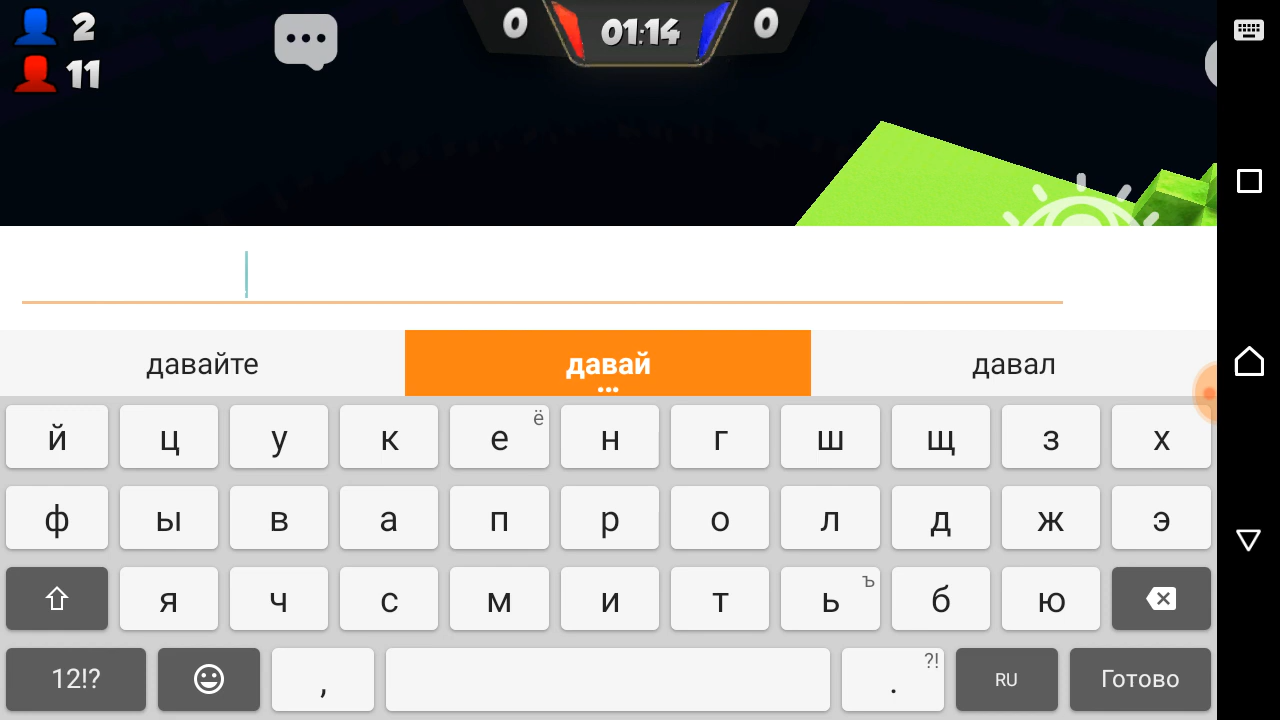 2
11
0 01:14 0
давайте давай давал
й ц у к е ё н г ш щ з х
ф ы в а п р о л д ж э
я ч с м и т ь ъ б ю
12!? , . ?! RU Готово